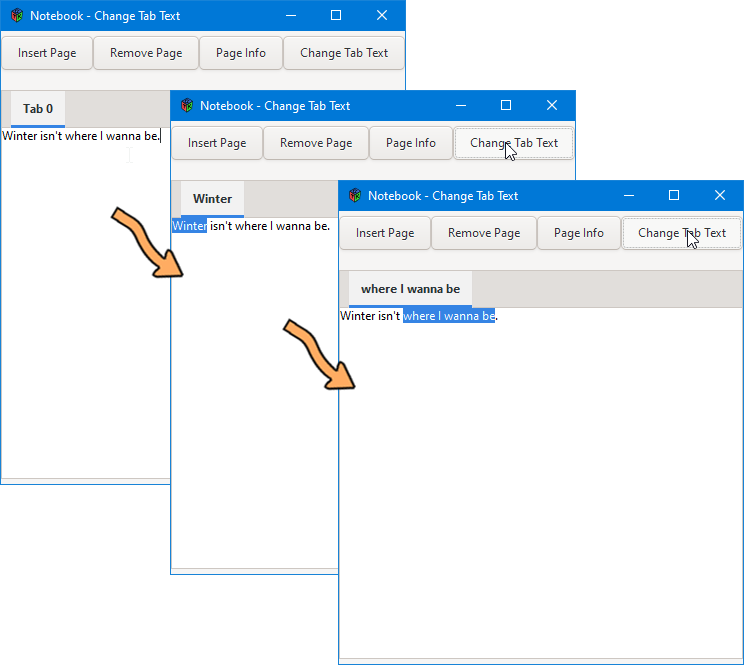 Notebook - Change Tab Text
Insert Page Remove Page Page Info Change Tab Text
Tab 0
Winter isn't where I wanna be.
Notebook - Change Tab Text
Insert Page Remove Page Page Info Change Tab Text
Winter
Winter isn't where I wanna be.
Notebook - Change Tab Text
Insert Page Remove Page Page Info Change Tab Text
where I wanna be
Winter isn't where I wanna be.